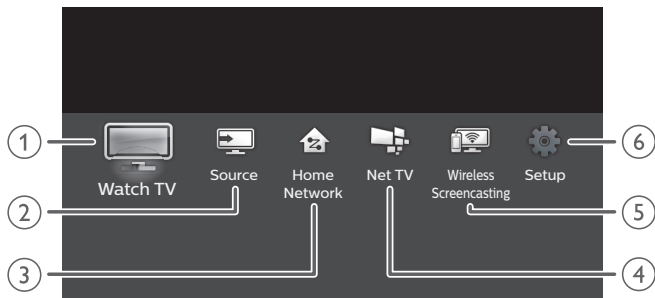 1
6
Watch TV
Source
Home
Network
Net TV
Wireless
Screencasting
Setup
2
5
3
4